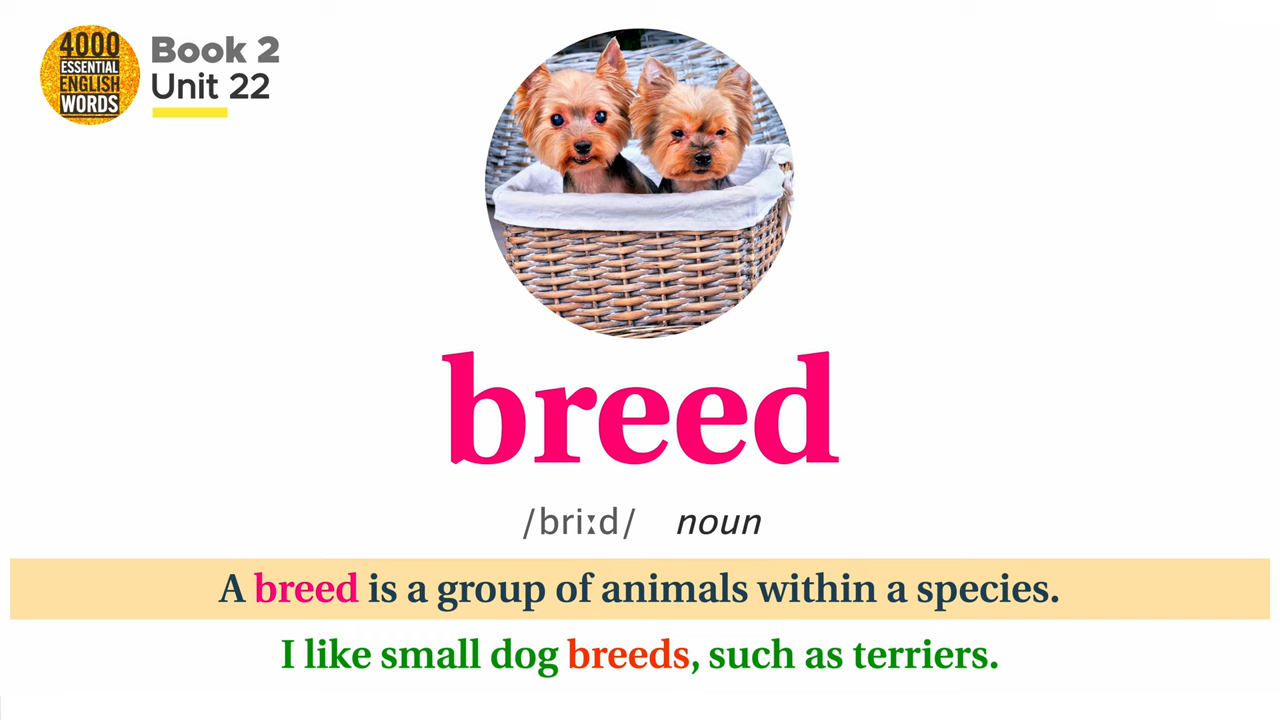 4000
ESSENTIAL
ENGLISH
WORDS
Book 2
Unit 22
breed
/briːd/ noun
A breed is a group of animals within a species.
I like small dog breeds, such as terriers.